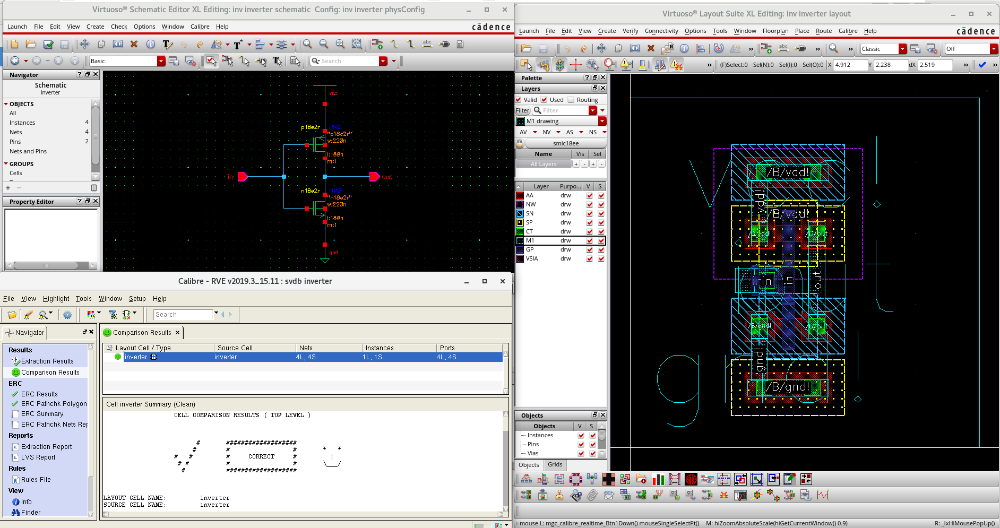 Virtuoso® Schematic Editor XL Editing: inv inverter schematic Config: inv inverter physConfig
Launch File Edit View Create Check Options Window Calibre Help
cādence
Basic
Search
Navigator
Schematic
inverter
OBJECTS
All
Instances 4
Nets 4
Pins 2
Nets and Pins
GROUPS
Cells
Property Editor
vdd
p18e2r PM0
"p18e2r"
w:220n
l:180n
m:1
in
out
n18e2r NM0
"n18e2r"
w:220n
l:180n
m:1
gnd
Calibre - RVE v2019.3_15.11 : svdb inverter
File View Highlight Tools Window Setup Help
Search
Navigator
Results
Extraction Results
Comparison Results
ERC
ERC Results
ERC Pathchk Polygon
ERC Summary
ERC Pathchk Nets Rep
Reports
Extraction Report
LVS Report
Rules
Rules File
View
Info
Finder
Comparison Results
Layout Cell / Type Source Cell Nets Instances Ports
inverter inverter 4L, 4S 1L, 1S 4L, 4S
Cell inverter Summary (Clean)
CELL COMPARISON RESULTS ( TOP LEVEL )
CORRECT
LAYOUT CELL NAME: inverter
SOURCE CELL NAME: inverter
Virtuoso® Layout Suite XL Editing: inv inverter layout
Launch File Edit View Create Verify Connectivity Options Tools Window Floorplan Place Route Calibre Help
cādence
abc
Classic
Off
(F)Select:0 Sel(N):0 Sel(I):0 Sel(O):0 X 4.912 Y 2.238 dX 2.519
Palette
Layers
Valid Used Routing
Filter Filter
M1 drawing
AV NV AS NS
smic18ee
Name Vis Sel
All Layers + - + -
Layer Purpo... V S
AA drw
NW drw
SN drw
SP drw
CT drw
M1 drw
GP drw
VSIA drw
Objects
Objects V S
Instances
Pins
Vias
Objects Grids
/B/vdd!
vdd!
/B/vdd!
/D/out
in
in
out
/D/out
gnd!
/B/gnd!
mouse L: mgc_calibre_realtime_Btn1Down() mouseSingleSelectPt() M: hiZoomAbsoluteScale(hiGetCurrentWindow() 0.9) R: _lxHiMousePopUp()